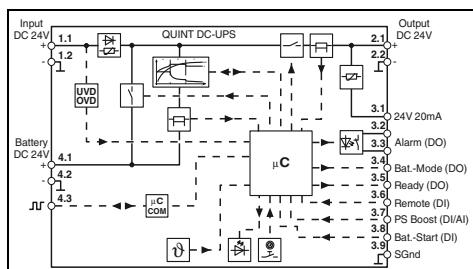 Input
DC 24V
QUINT DC-UPS
Output
DC 24V
1.1
+
1.2
-
2.1
+
2.2
-
UVD
OVD
3.1
24V 20mA
3.2
Alarm (DO)
3.3
Battery
DC 24V
4.1
+
4.2
-
4.3
µC
COM
µC
3.4
Bat.-Mode (DO)
3.5
Ready (DO)
3.6
Remote (DI)
3.7
PS Boost (DI/AI)
3.8
Bat.-Start (DI)
3.9
SGnd
ϑ